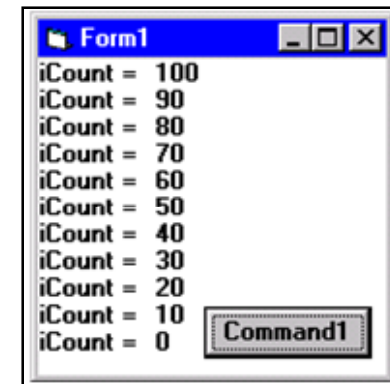 Form1
iCount = 100
iCount = 90
iCount = 80
iCount = 70
iCount = 60
iCount = 50
iCount = 40
iCount = 30
iCount = 20
iCount = 10
iCount = 0
Command1